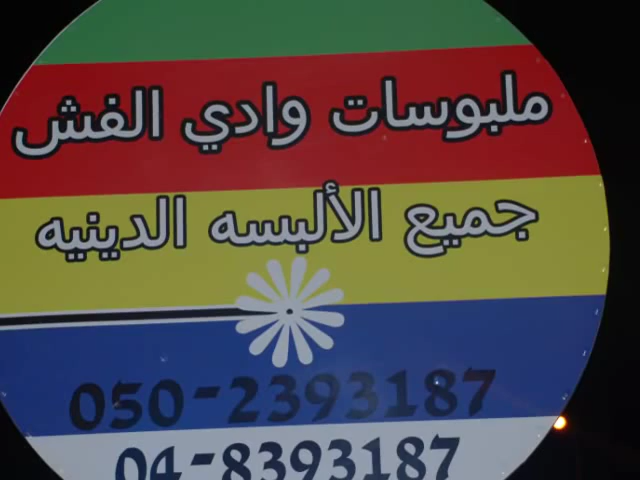 ملبوسات وادي الفش
جميع الألبسه الدينيه
050-2393187
04-8393187